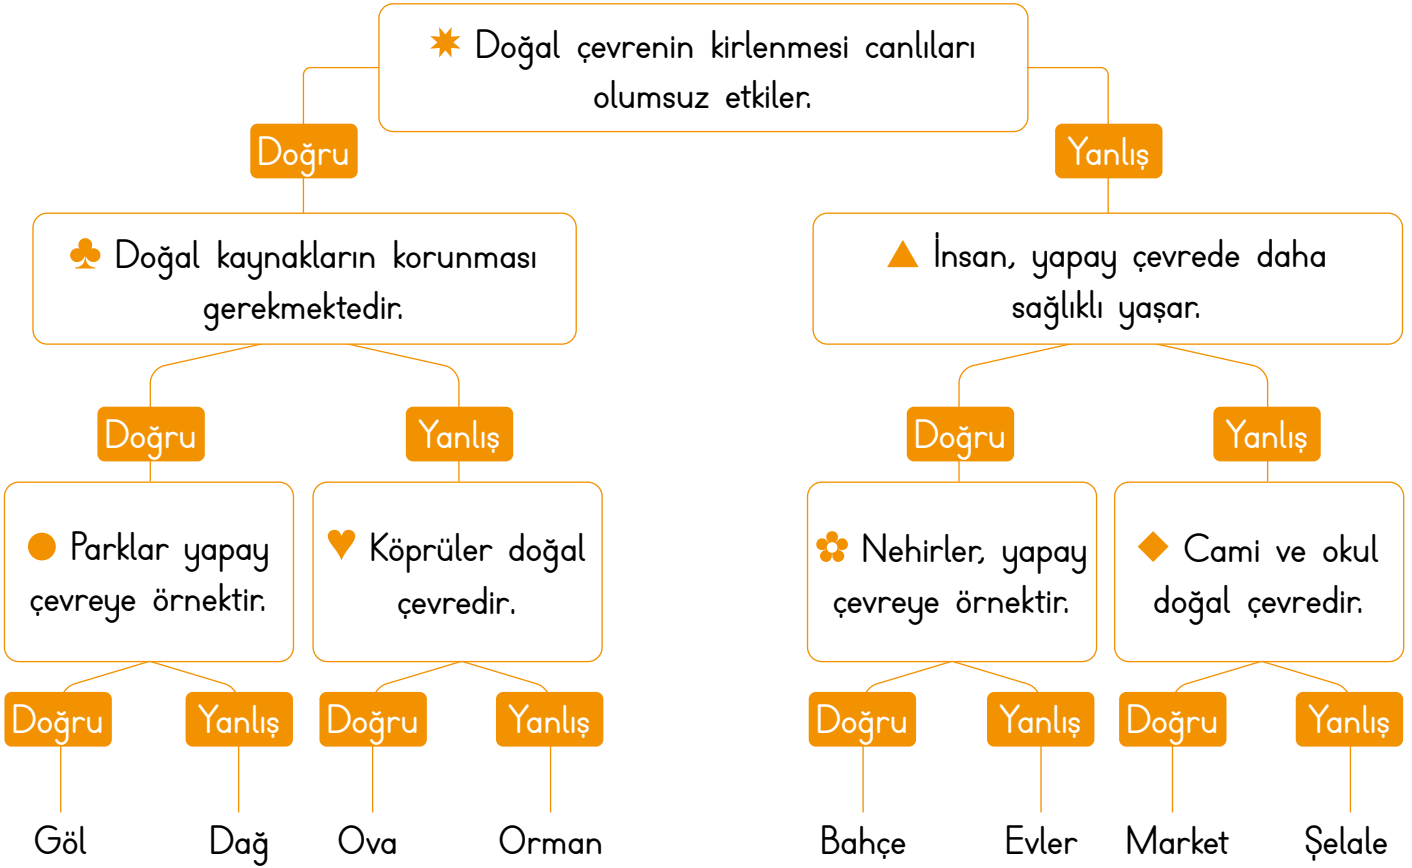 Doğal çevrenin kirlenmesi canlıları
olumsuz etkiler.
Doğru
Yanlış
Doğal kaynakların korunması
gerekmektedir.
İnsan, yapay çevrede daha
sağlıklı yaşar.
Doğru
Yanlış
Doğru
Yanlış
Parklar yapay
çevreye örnektir.
Köprüler doğal
çevredir.
Nehirler, yapay
çevreye örnektir.
Cami ve okul
doğal çevredir.
Doğru
Yanlış
Doğru
Yanlış
Doğru
Yanlış
Doğru
Yanlış
Göl
Dağ
Ova
Orman
Bahçe
Evler
Market
Şelale